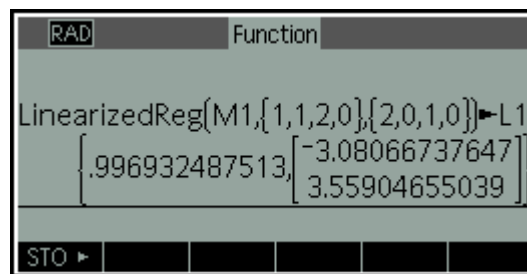 RAD Function
LinearizedReg(M1,{1,1,2,0},{2,0,1,0})►L1
{.996932487513,[-3.08066737647
3.55904655039]}
STO ►